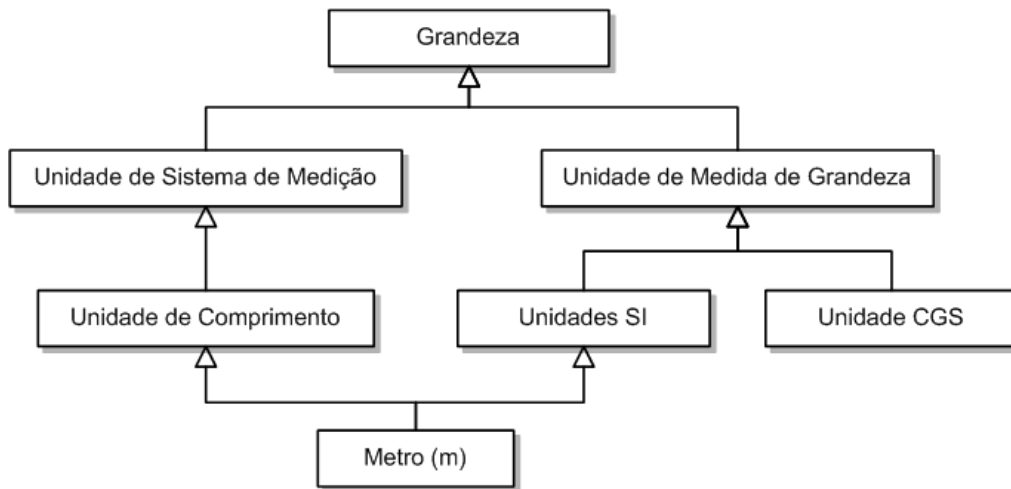 Grandeza
Unidade de Sistema de Medição
Unidade de Medida de Grandeza
Unidade de Comprimento
Unidades SI
Unidade CGS
Metro (m)